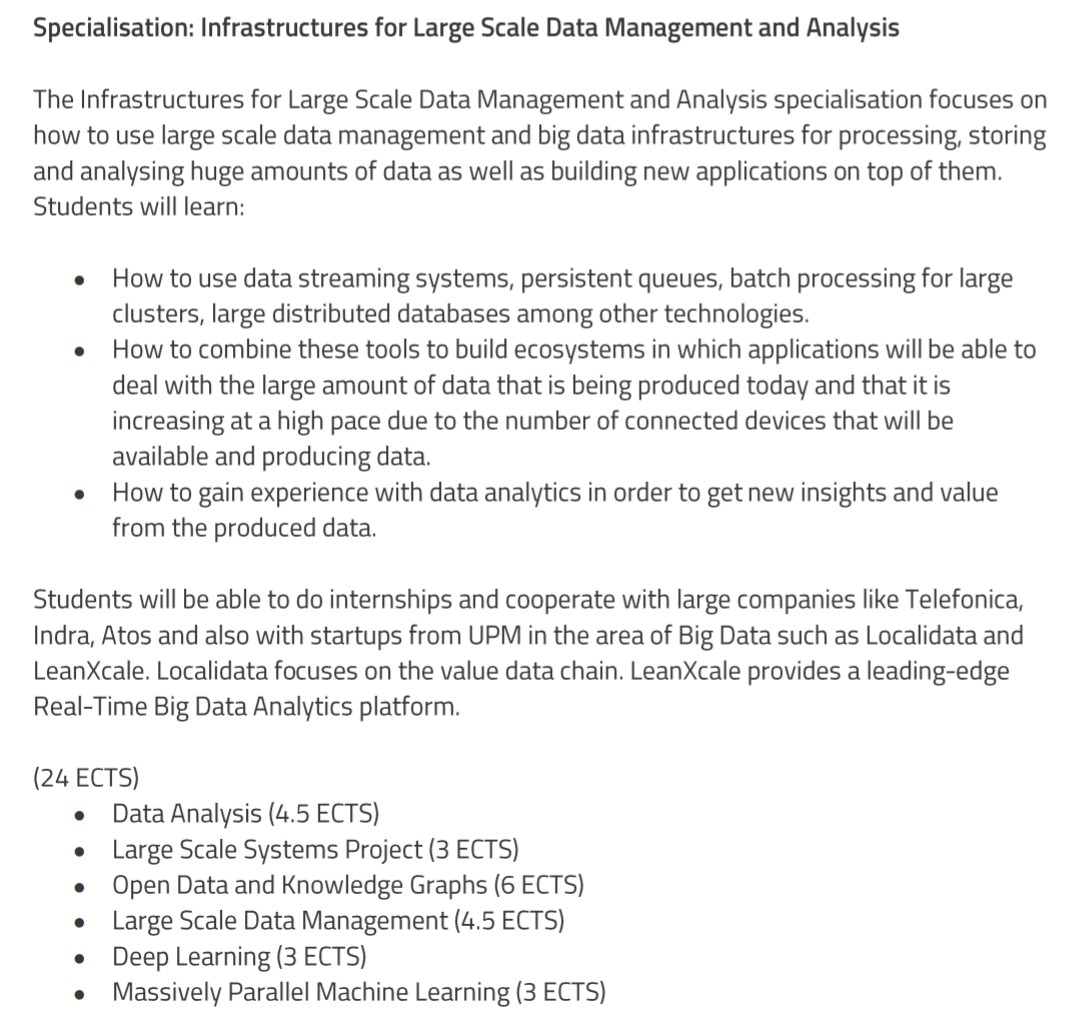 Specialisation: Infrastructures for Large Scale Data Management and Analysis
The Infrastructures for Large Scale Data Management and Analysis specialisation focuses on
how to use large scale data management and big data infrastructures for processing, storing
and analysing huge amounts of data as well as building new applications on top of them.
Students will learn:
• How to use data streaming systems, persistent queues, batch processing for large
clusters, large distributed databases among other technologies.
• How to combine these tools to build ecosystems in which applications will be able to
deal with the large amount of data that is being produced today and that it is
increasing at a high pace due to the number of connected devices that will be
available and producing data.
• How to gain experience with data analytics in order to get new insights and value
from the produced data.
Students will be able to do internships and cooperate with large companies like Telefonica,
Indra, Atos and also with startups from UPM in the area of Big Data such as Localidata and
LeanXcale. Localidata focuses on the value data chain. LeanXcale provides a leading-edge
Real-Time Big Data Analytics platform.
(24 ECTS)
• Data Analysis (4.5 ECTS)
• Large Scale Systems Project (3 ECTS)
• Open Data and Knowledge Graphs (6 ECTS)
• Large Scale Data Management (4.5 ECTS)
• Deep Learning (3 ECTS)
• Massively Parallel Machine Learning (3 ECTS)